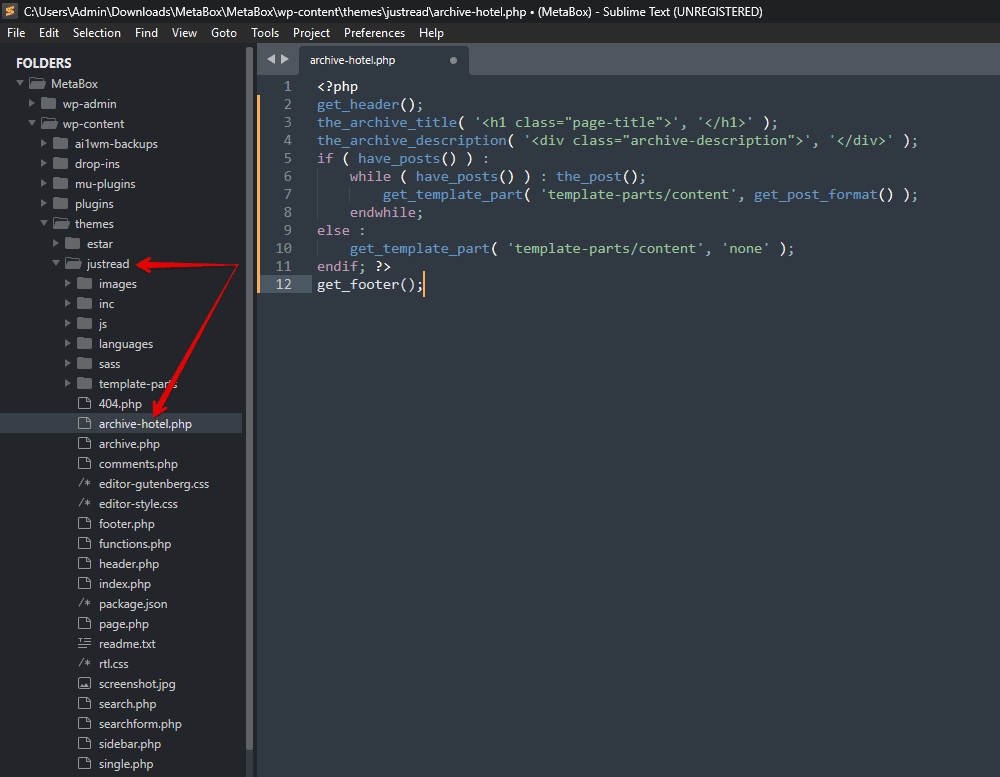 C:\Users\Admin\Downloads\MetaBox\MetaBox\wp-content\themes\justread\archive-hotel.php • (MetaBox) - Sublime Text (UNREGISTERED)
File Edit Selection Find View Goto Tools Project Preferences Help
FOLDERS
MetaBox
wp-admin
wp-content
ai1wm-backups
drop-ins
mu-plugins
plugins
themes
estar
justread
images
inc
js
languages
sass
template-parts
404.php
archive-hotel.php
archive.php
comments.php
/* editor-gutenberg.css
/* editor-style.css
footer.php
functions.php
header.php
index.php
/* package.json
page.php
readme.txt
/* rtl.css
screenshot.jpg
search.php
searchform.php
sidebar.php
single.php
archive-hotel.php
1 <?php
2 get_header();
3 the_archive_title( '<h1 class="page-title">', '</h1>' );
4 the_archive_description( '<div class="archive-description">', '</div>' );
5 if ( have_posts() ) :
6 while ( have_posts() ) : the_post();
7 get_template_part( 'template-parts/content', get_post_format() );
8 endwhile;
9 else :
10 get_template_part( 'template-parts/content', 'none' );
11 endif; ?>
12 get_footer();